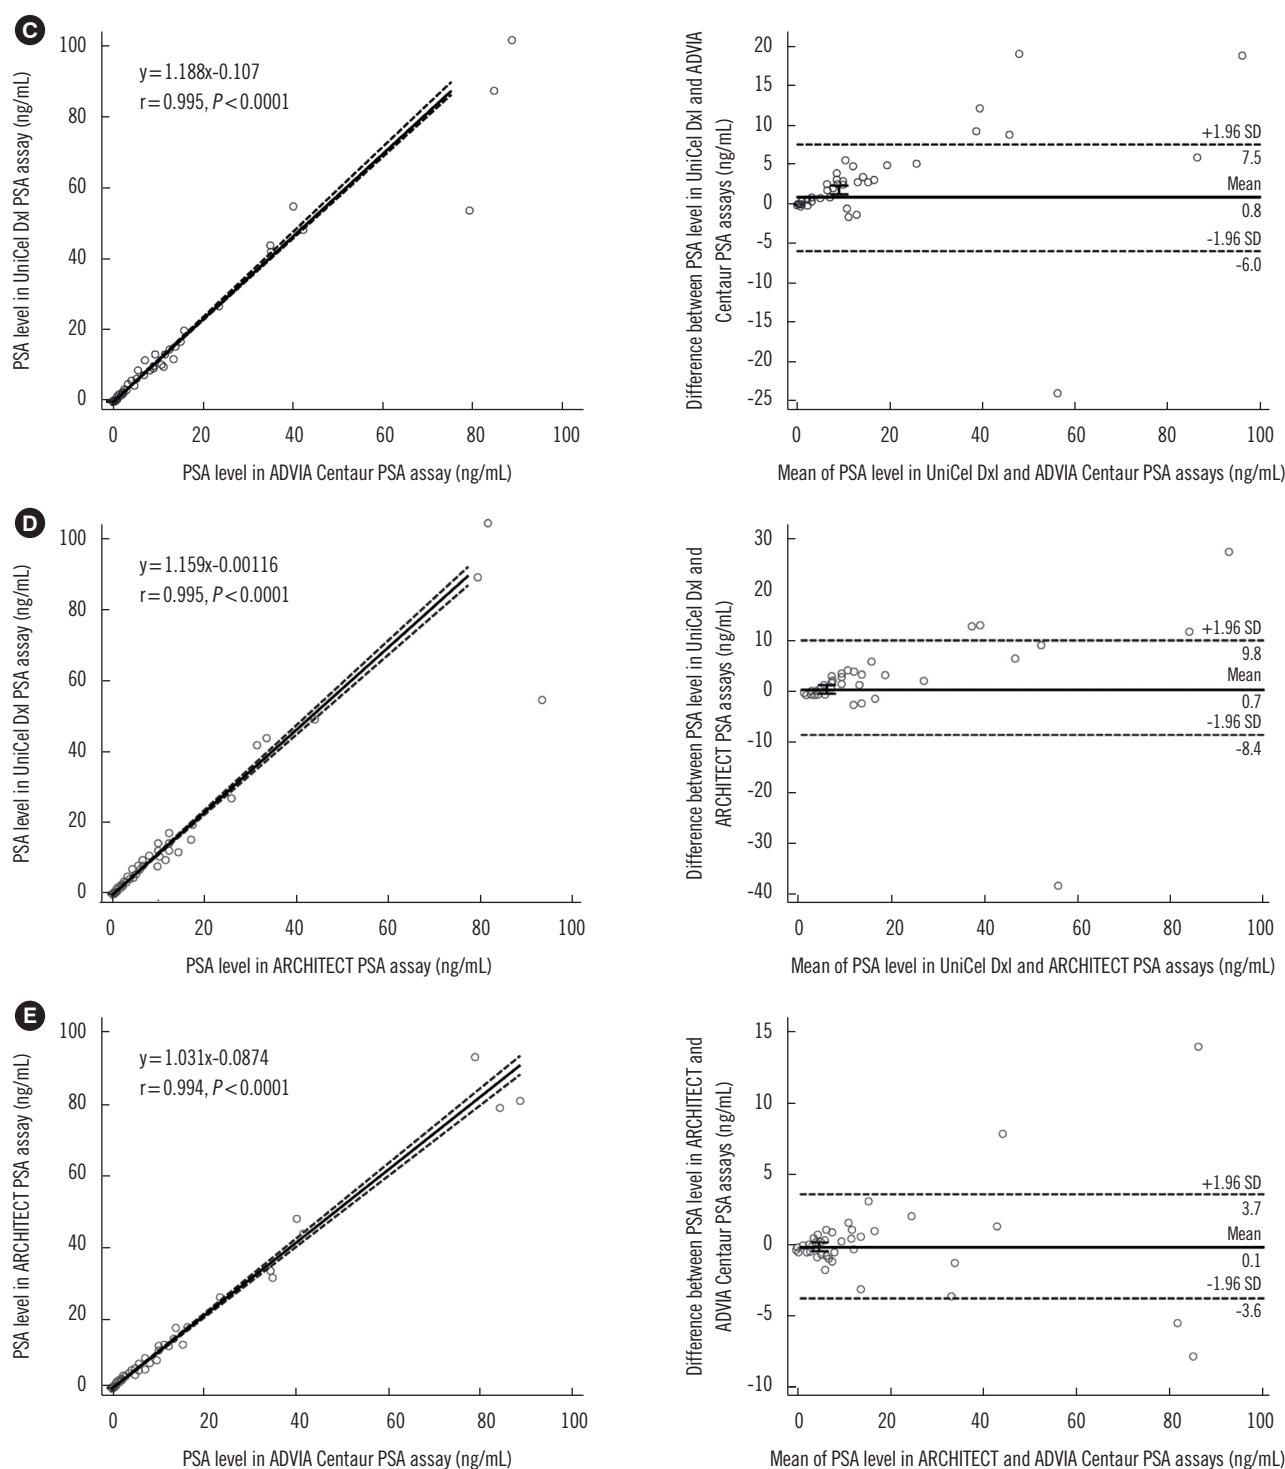 C
PSA level in UniCel DxI PSA assay (ng/mL)
100
80
60
40
20
0
y=1.188x-0.107
r=0.995, P<0.0001
0 20 40 60 80 100
PSA level in ADVIA Centaur PSA assay (ng/mL)
Difference between PSA level in UniCel DxI and ADVIA
Centaur PSA assays (ng/mL)
20
15
10
5
0
-5
-10
-15
-20
-25
+1.96 SD
7.5
Mean
0.8
-1.96 SD
-6.0
0 20 40 60 80 100
Mean of PSA level in UniCel DxI and ADVIA Centaur PSA assays (ng/mL)
D
PSA level in UniCel DxI PSA assay (ng/mL)
100
80
60
40
20
0
y=1.159x-0.00116
r=0.995, P<0.0001
0 20 40 60 80 100
PSA level in ARCHITECT PSA assay (ng/mL)
Difference between PSA level in UniCel DxI and
ARCHITECT PSA assays (ng/mL)
30
20
10
0
-10
-20
-30
-40
+1.96 SD
9.8
Mean
0.7
-1.96 SD
-8.4
0 20 40 60 80 100
Mean of PSA level in UniCel DxI and ARCHITECT PSA assays (ng/mL)
E
PSA level in ARCHITECT PSA assay (ng/mL)
100
80
60
40
20
0
y=1.031x-0.0874
r=0.994, P<0.0001
0 20 40 60 80 100
PSA level in ADVIA Centaur PSA assay (ng/mL)
Difference between PSA level in ARCHITECT and
ADVIA Centaur PSA assays (ng/mL)
15
10
5
0
-5
-10
+1.96 SD
3.7
Mean
0.1
-1.96 SD
-3.6
0 20 40 60 80 100
Mean of PSA level in ARCHITECT and ADVIA Centaur PSA assays (ng/mL)